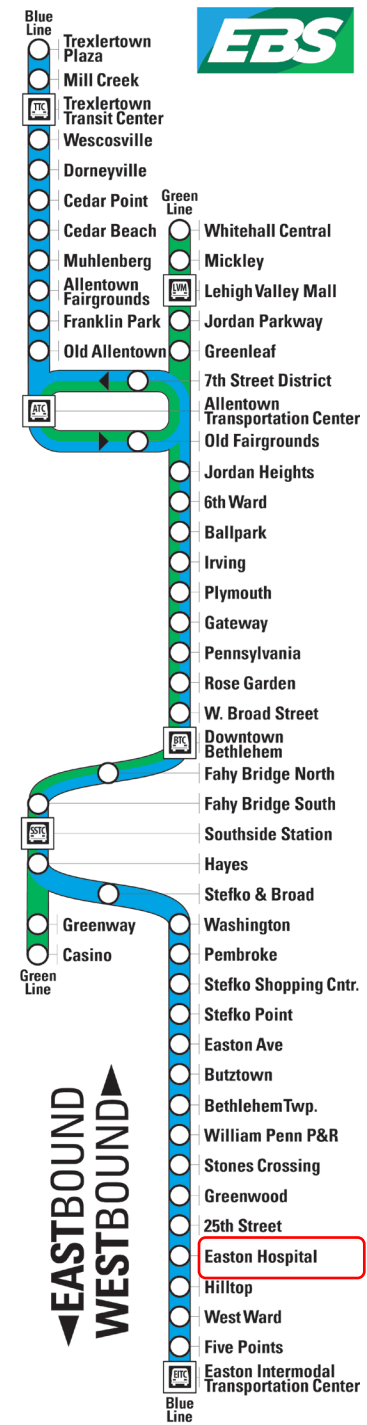 Blue
Line
EBS
Trexlertown
Plaza
Mill Creek
TTC
Trexlertown
Transit Center
Wescosville
Dorneyville
Cedar Point
Green
Line
Cedar Beach
Whitehall Central
Muhlenberg
Mickley
Allentown
Fairgrounds
LVM
Lehigh Valley Mall
Franklin Park
Jordan Parkway
Old Allentown
Greenleaf
7th Street District
ATC
Allentown
Transportation Center
Old Fairgrounds
Jordan Heights
6th Ward
Ballpark
Irving
Plymouth
Gateway
Pennsylvania
Rose Garden
W. Broad Street
BTC
Downtown
Bethlehem
Fahy Bridge North
Fahy Bridge South
SSTC
Southside Station
Hayes
Stefko & Broad
Greenway
Washington
Casino
Pembroke
Green
Line
Stefko Shopping Cntr.
Stefko Point
Easton Ave
Butztown
Bethlehem Twp.
William Penn P&R
Stones Crossing
Greenwood
25th Street
Easton Hospital
Hilltop
West Ward
Five Points
EITC
Easton Intermodal
Transportation Center
Blue
Line
EASTBOUND
WESTBOUND